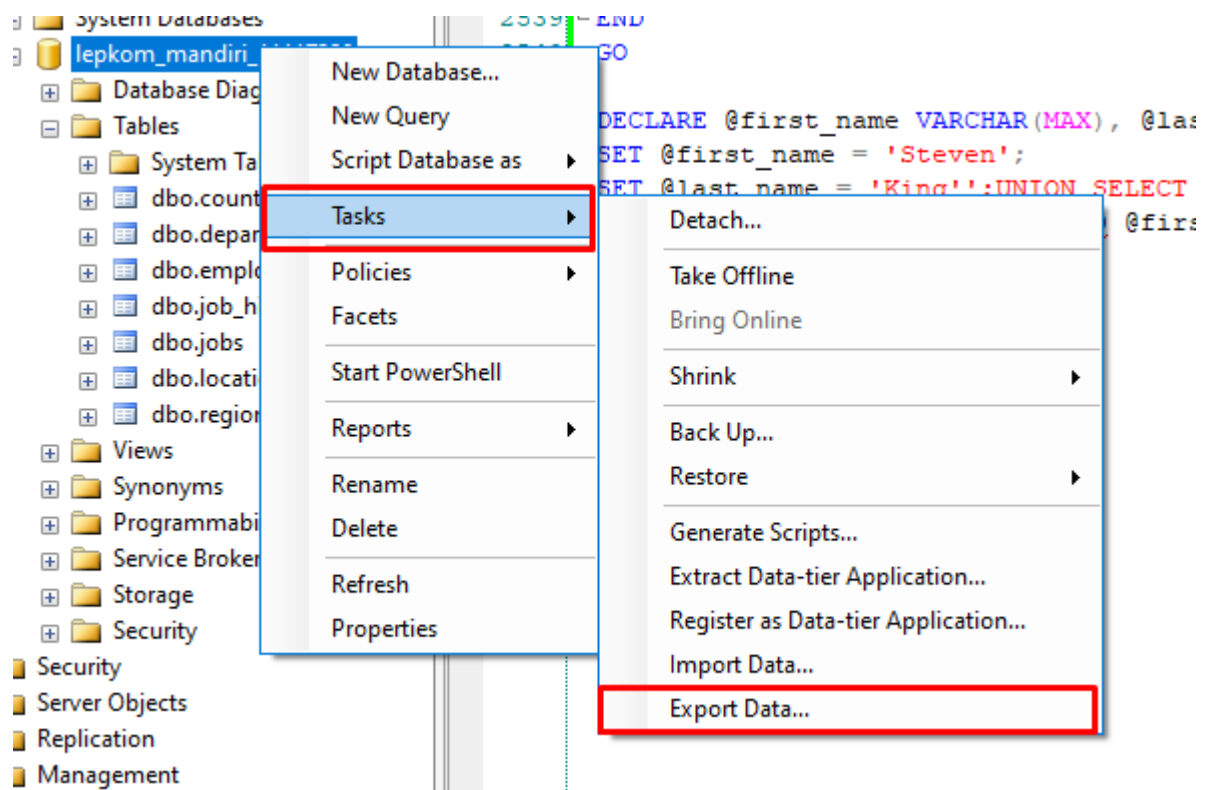 System Databases
lepkom_mandiri_
Database Diag
Tables
System Ta
dbo.count
dbo.depar
dbo.emplo
dbo.job_h
dbo.jobs
dbo.locati
dbo.region
Views
Synonyms
Programmabi
Service Broker
Storage
Security
Security
Server Objects
Replication
Management
New Database...
New Query
Script Database as
Tasks
Policies
Facets
Start PowerShell
Reports
Rename
Delete
Refresh
Properties
2539 END
GO
DECLARE @first_name VARCHAR(MAX), @las
SET @first_name = 'Steven';
SET @last_name = 'King'';UNION SELECT
@firs
Detach...
Take Offline
Bring Online
Shrink
Back Up...
Restore
Generate Scripts...
Extract Data-tier Application...
Register as Data-tier Application...
Import Data...
Export Data...